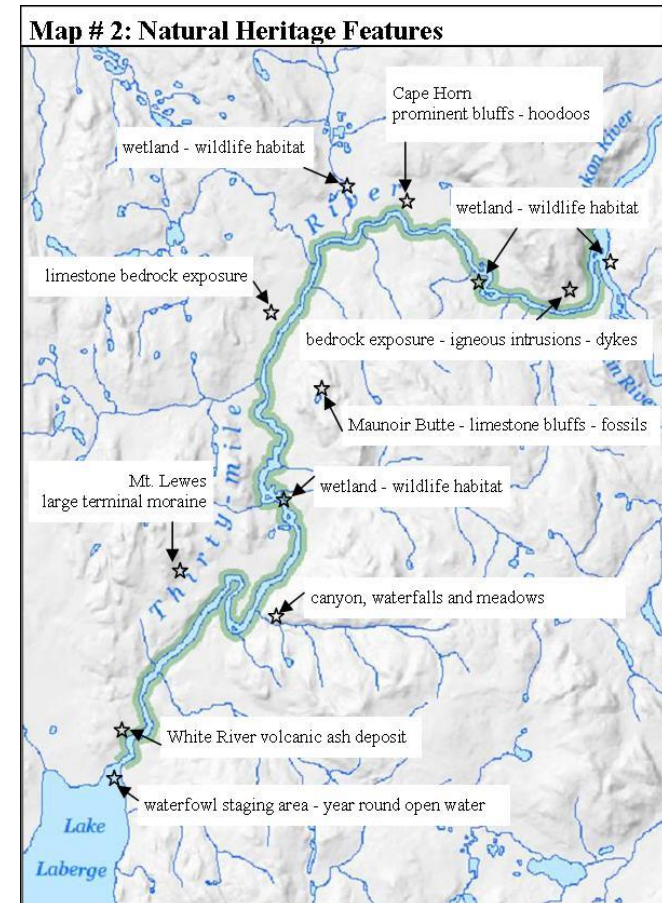 Map # 2: Natural Heritage Features
Cape Horn
prominent bluffs - hoodoos
wetland - wildlife habitat
River
wetland - wildlife habitat
limestone bedrock exposure
bedrock exposure - igneous intrusions - dykes
River
Maunoir Butte - limestone bluffs - fossils
Mt. Lewes
large terminal moraine
wetland - wildlife habitat
Thirty-mile
canyon, waterfalls and meadows
White River volcanic ash deposit
waterfowl staging area - year round open water
Lake
Laberge